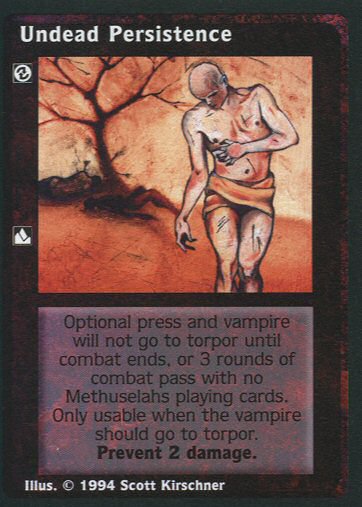 Undead Persistence
Optional press and vampire
will not go to torpor until
combat ends, or 3 rounds of
combat pass with no
Methuselahs playing cards.
Only usable when the vampire
should go to torpor.
Prevent 2 damage.
Illus. © 1994 Scott Kirschner